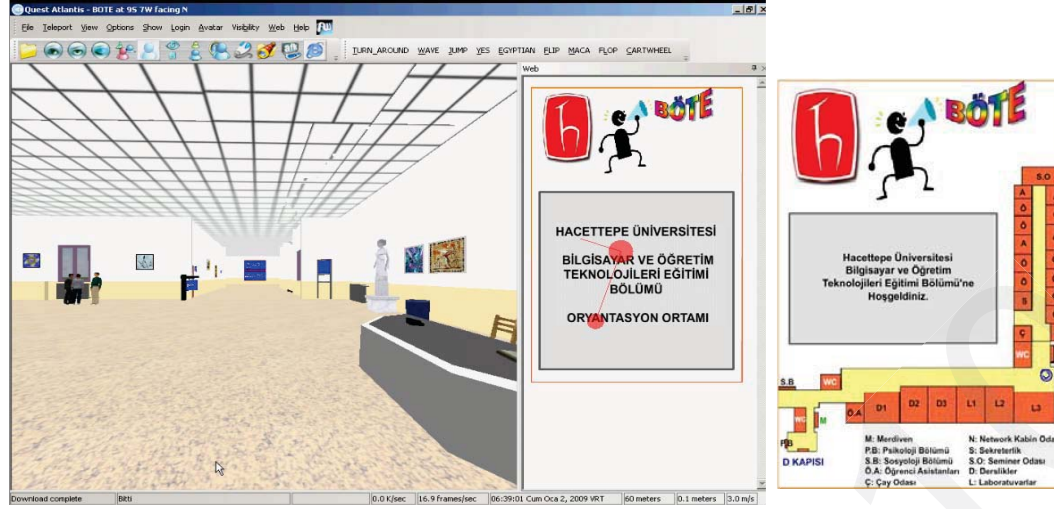 Quest Atlantis - BOTE at 9S 7W facing N
File Teleport View Options Show Login Avatar Visibility Web Help
TURN_AROUND WAVE JUMP YES EGYPTIAN FLIP MACA FLOP CARTWHEEL
Web
BÖTE
HACETTEPE ÜNİVERSİTESİ
BİLGİSAYAR VE ÖĞRETİM
TEKNOLOJİLERİ EĞİTİMİ
BÖLÜMÜ
ORYANTASYON ORTAMI
Download complete Bitti 0.0 K/sec 16.9 frames/sec 06:39:01 Cum Oca 2, 2009 VRT 60 meters 0.1 meters 3.0 m/s
BÖTE
S.O
A
Ö
Ö
A
Ö
Ö
S
Ç
WC
Hacettepe Üniversitesi
Bilgisayar ve Öğretim
Teknolojileri Eğitimi Bölümü'ne
Hoşgeldiniz.
S.B WC
WC M Ö.A D1 D2 D3 L1 L2 L3
P.B
D KAPISI
M: Merdiven
P.B: Psikoloji Bölümü
S.B: Sosyoloji Bölümü
Ö.A: Öğrenci Asistanları
Ç: Çay Odası
N: Network Kabin Oda
S: Sekreterlik
S.O: Seminer Odası
D: Derslikler
L: Laboratuvarlar